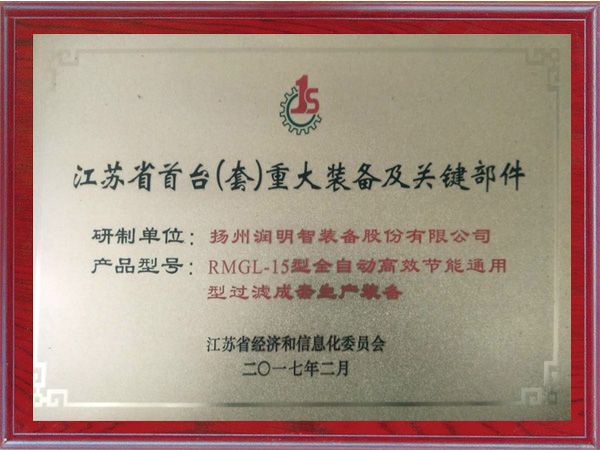 1S
江苏省首台(套)重大装备及关键部件
研制单位：扬州润明智装备股份有限公司
产品型号：RMGL-15型全自动高效节能通用
型过滤成套生产装备
江苏省经济和信息化委员会
二〇一七年二月